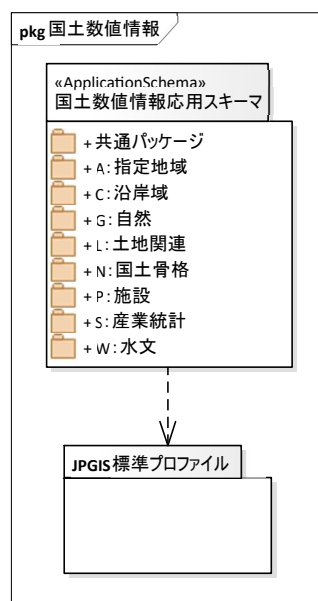 pkg 国土数値情報
«ApplicationSchema»
国土数値情報応用スキーマ
+ 共通パッケージ
+ A: 指定地域
+ C: 沿岸域
+ G: 自然
+ L: 土地関連
+ N: 国土骨格
+ P: 施設
+ S: 産業統計
+ W: 水文
JPGIS標準プロファイル